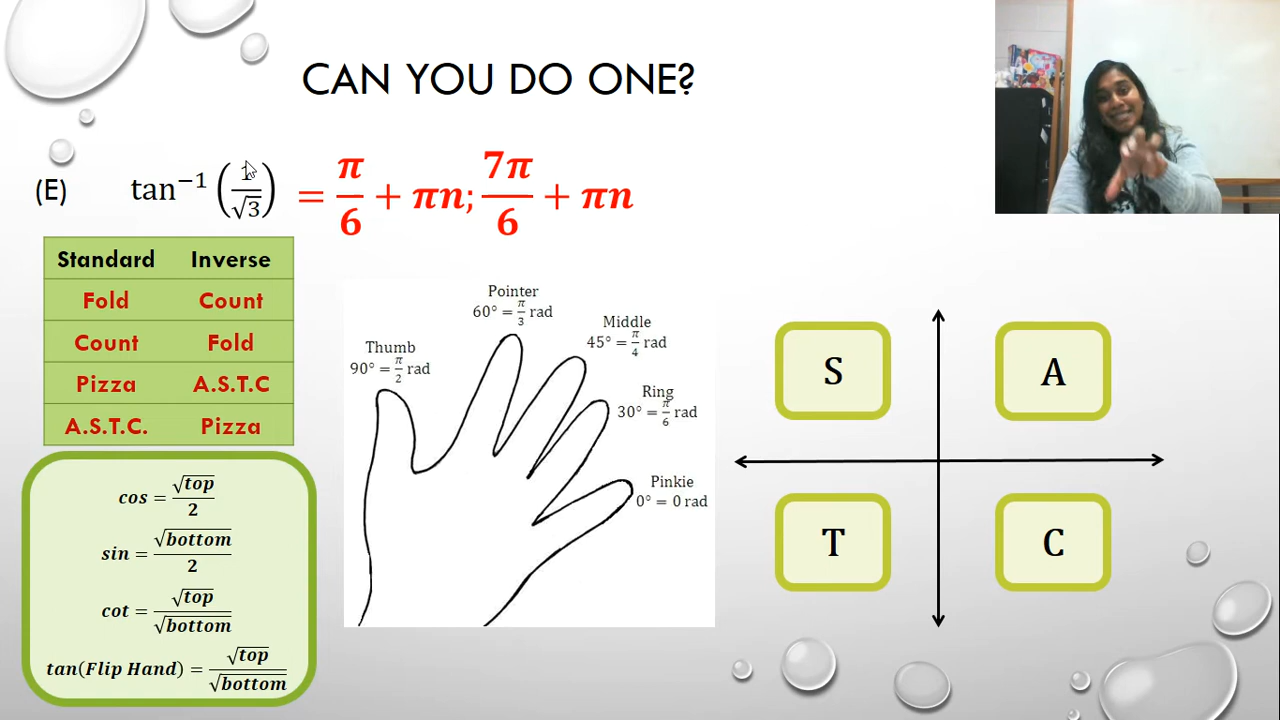 CAN YOU DO ONE?
(E) tan⁻¹(1/√3) = π/6 + πn; 7π/6 + πn
Standard Inverse
Fold Count
Count Fold
Pizza A.S.T.C
A.S.T.C. Pizza
cos = √top/2
sin = √bottom/2
cot = √top/√bottom
tan(Flip Hand) = √top/√bottom
Thumb
90° = π/2 rad
Pointer
60° = π/3 rad
Middle
45° = π/4 rad
Ring
30° = π/6 rad
Pinkie
0° = 0 rad
S A
T C